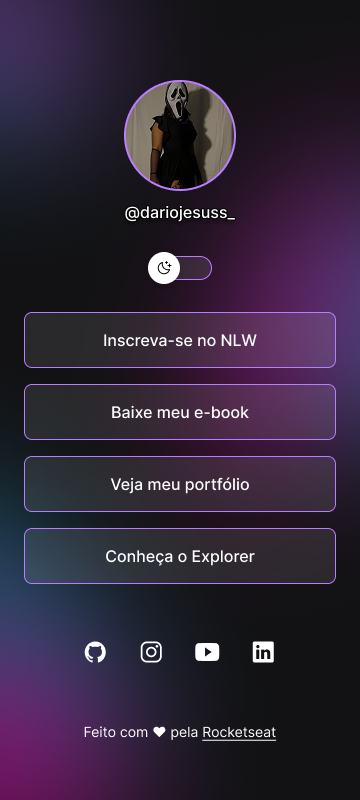 @dariojesuss_
Inscreva-se no NLW
Baixe meu e-book
Veja meu portfólio
Conheça o Explorer
Feito com ♥ pela Rocketseat